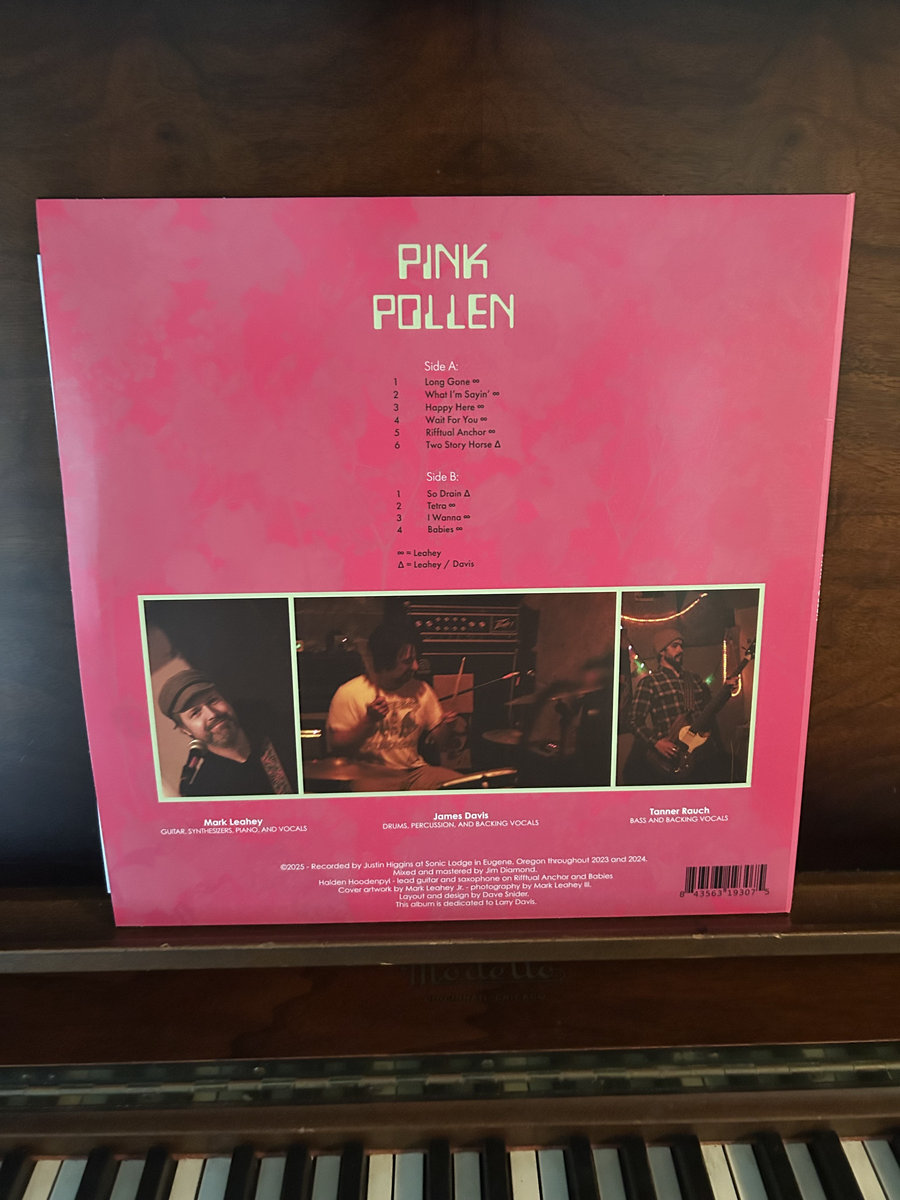 PINK
POLLEN
Side A:
1 Long Gone ∞
2 What I'm Sayin' ∞
3 Happy Here ∞
4 Wait For You ∞
5 Rifftual Anchor ∞
6 Two Story Horse Δ
Side B:
1 So Drain Δ
2 Tetra ∞
3 I Wanna ∞
4 Babies ∞
∞ = Leahey
Δ = Leahey / Davis
Mark Leahey
GUITAR, SYNTHESIZERS, PIANO, AND VOCALS
James Davis
DRUMS, PERCUSSION, AND BACKING VOCALS
Tanner Rauch
BASS AND BACKING VOCALS
©2025 - Recorded by Justin Higgins at Sonic Lodge in Eugene, Oregon throughout 2023 and 2024.
Mixed and mastered by Jim Diamond.
Halden Hoodenpyl - lead guitar and saxophone on Rifftual Anchor and Babies
Cover artwork by Mark Leahey Jr. - photography by Mark Leahey III.
Layout and design by Dave Snider.
This album is dedicated to Larry Davis.
8 43563 19307 5
Modello